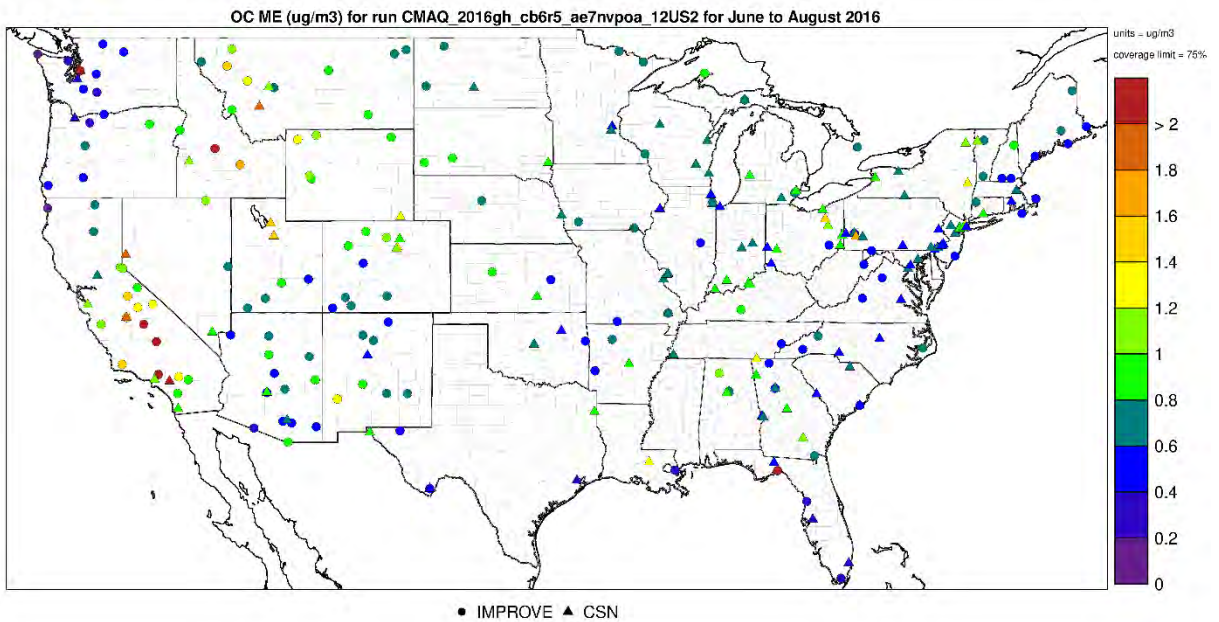 OC ME (ug/m3) for run CMAQ_2016gh_cb6r5_ae7nvpoa_12US2 for June to August 2016
units = ug/m3
coverage limit = 75%
> 2
1.8
1.6
1.4
1.2
1
0.8
0.6
0.4
0.2
0
IMPROVE CSN